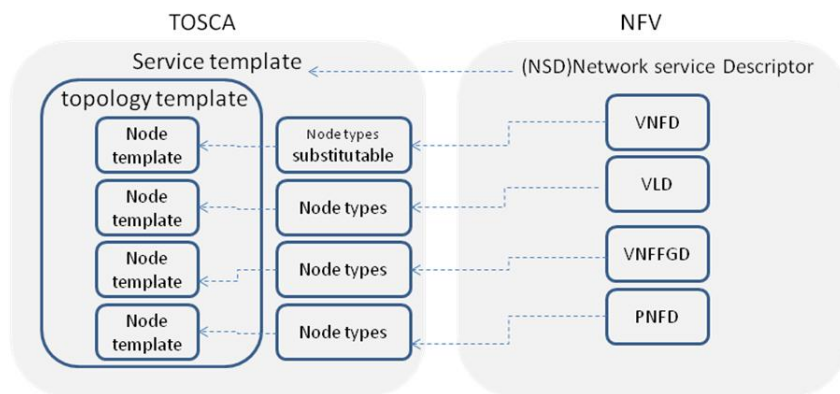 TOSCA
NFV
Service template
(NSD)Network service Descriptor
topology template
Node
template
Node types
substitutable
VNFD
Node
template
Node types
VLD
Node
template
Node types
VNFFGD
Node
template
Node types
PNFD